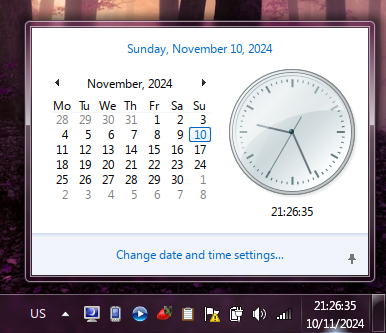 Sunday, November 10, 2024
November, 2024
Mo Tu We Th Fr Sa Su
28 29 30 31 1 2 3
4 5 6 7 8 9 10
11 12 13 14 15 16 17
18 19 20 21 22 23 24
25 26 27 28 29 30 1
2 3 4 5 6 7 8
21:26:35
Change date and time settings...
US
21:26:35
10/11/2024